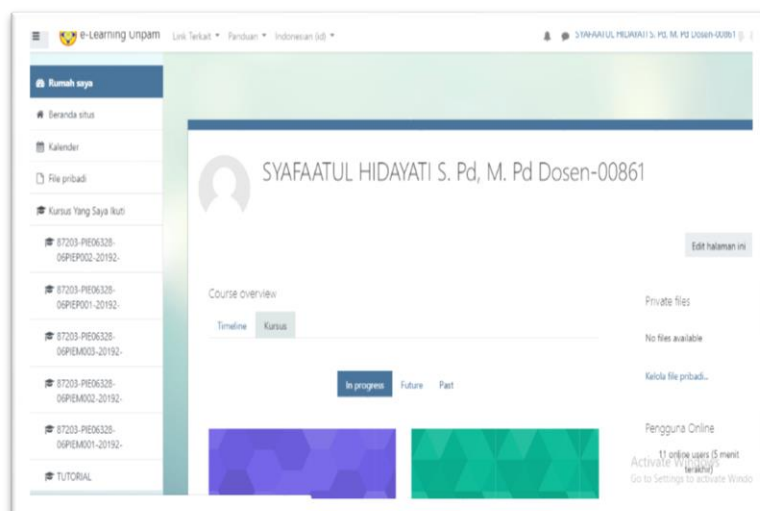 e-Learning Unpam Link Terkait Panduan Indonesian (id) SYAFAATUL HIDAYATI S. Pd, M. Pd Dosen-00861
Rumah saya
Beranda situs
Kalender
File pribadi
Kursus Yang Saya Ikuti
87203-PIE06328-
06PIEP002-20192-
87203-PIE06328-
06PIEP001-20192-
87203-PIE06328-
06PIEM003-20192-
87203-PIE06328-
06PIEM002-20192-
87203-PIE06328-
06PIEM001-20192-
TUTORIAL
SYAFAATUL HIDAYATI S. Pd, M. Pd Dosen-00861
Edit halaman ini
Course overview
Timeline Kursus
In progress Future Past
Private files
No files available
Kelola file pribadi...
Pengguna Online
11 online users (5 menit
terakhir)
Activate Windows
Go to Settings to activate Windo